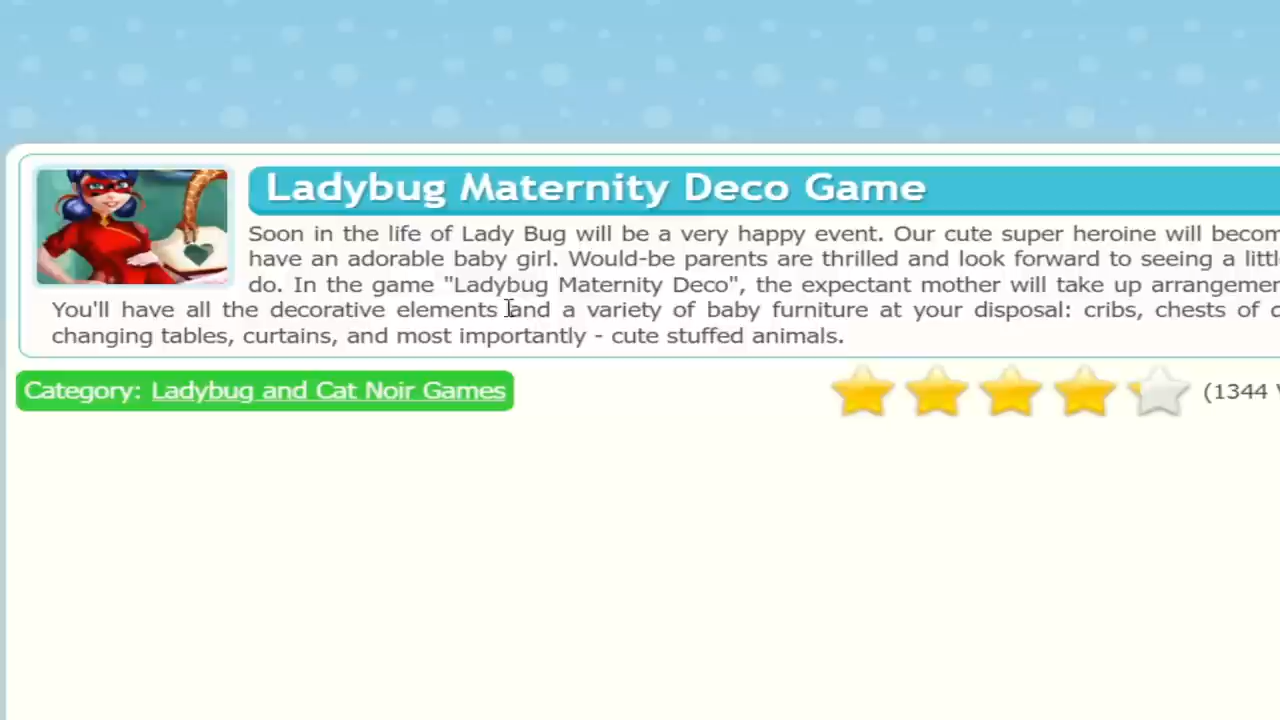 Ladybug Maternity Deco Game
Soon in the life of Lady Bug will be a very happy event. Our cute super heroine will
have an adorable baby girl. Would-be parents are thrilled and look forward to seeing a
do. In the game "Ladybug Maternity Deco", the expectant mother will take up
You'll have all the decorative elements and a variety of baby furniture at your disposal: cribs, chests of
changing tables, curtains, and most importantly - cute stuffed animals.
Category: Ladybug and Cat Noir Games
(1344